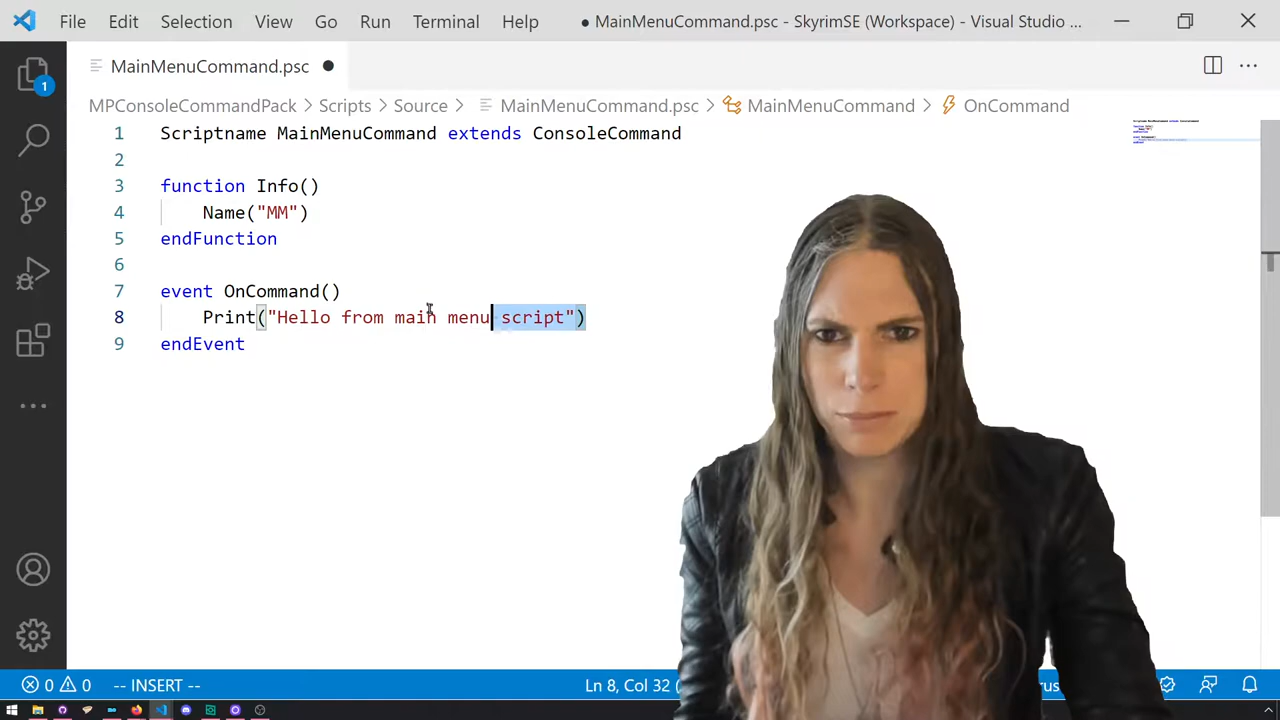 File Edit Selection View Go Run Terminal Help ● MainMenuCommand.psc - SkyrimSE (Workspace) - Visual Studio ...
MainMenuCommand.psc ●
1
MPConsoleCommandPack > Scripts > Source > MainMenuCommand.psc > MainMenuCommand > OnCommand
1 Scriptname MainMenuCommand extends ConsoleCommand
2
3 function Info()
4 Name("MM")
5 endFunction
6
7 event OnCommand()
8 Print("Hello from main menu script")
9 endEvent
0 0 -- INSERT -- Ln 8, Col 32